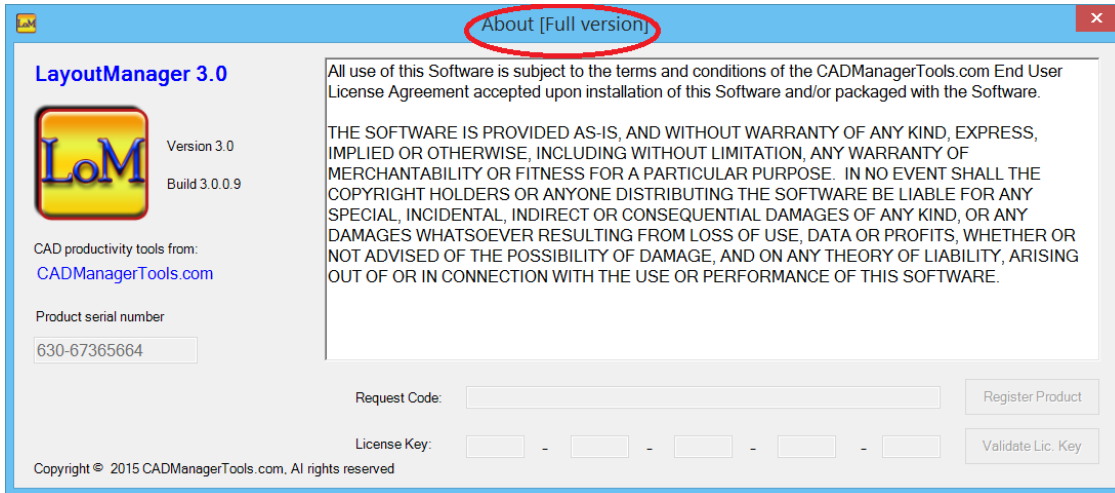 About [Full version]
LayoutManager 3.0
LoM
Version 3.0
Build 3.0.0.9
CAD productivity tools from:
CADManagerTools.com
Product serial number
630-67365664
All use of this Software is subject to the terms and conditions of the CADManagerTools.com End User
License Agreement accepted upon installation of this Software and/or packaged with the Software.
THE SOFTWARE IS PROVIDED AS-IS, AND WITHOUT WARRANTY OF ANY KIND, EXPRESS,
IMPLIED OR OTHERWISE, INCLUDING WITHOUT LIMITATION, ANY WARRANTY OF
MERCHANTABILITY OR FITNESS FOR A PARTICULAR PURPOSE.  IN NO EVENT SHALL THE
COPYRIGHT HOLDERS OR ANYONE DISTRIBUTING THE SOFTWARE BE LIABLE FOR ANY
SPECIAL, INCIDENTAL, INDIRECT OR CONSEQUENTIAL DAMAGES OF ANY KIND, OR ANY
DAMAGES WHATSOEVER RESULTING FROM LOSS OF USE, DATA OR PROFITS, WHETHER OR
NOT ADVISED OF THE POSSIBILITY OF DAMAGE, AND ON ANY THEORY OF LIABILITY, ARISING
OUT OF OR IN CONNECTION WITH THE USE OR PERFORMANCE OF THIS SOFTWARE.
Request Code:
Register Product
License Key:
- - - -
Validate Lic. Key
Copyright © 2015 CADManagerTools.com, Al rights reserved